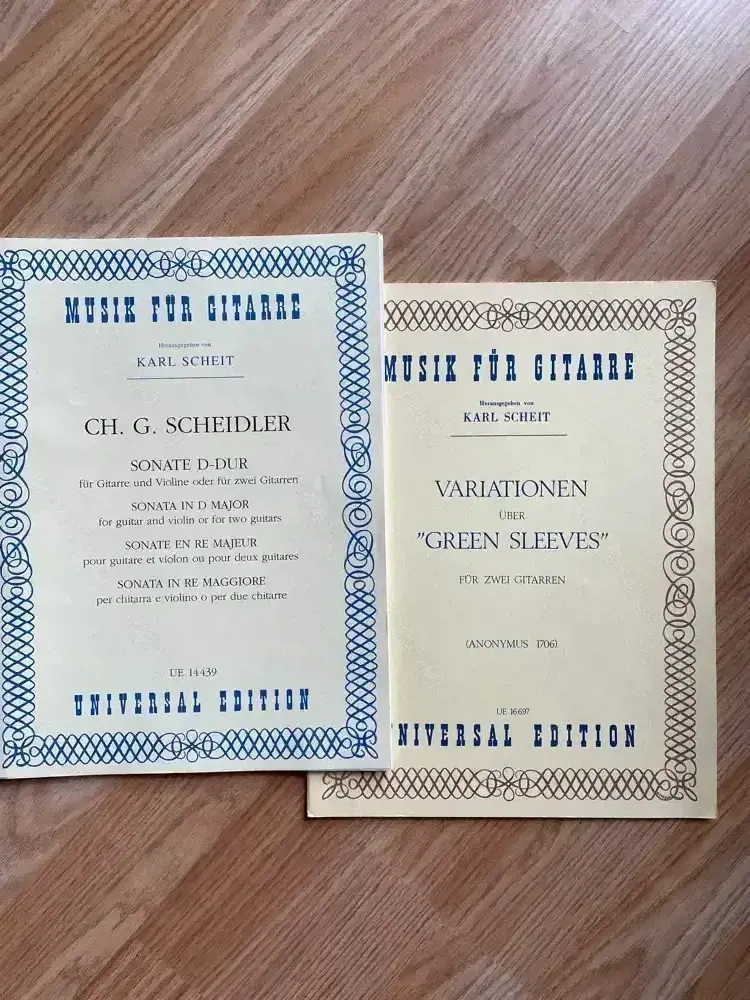 MUSIK FÜR GITARRE
Herausgegeben von
KARL SCHEIT
CH. G. SCHEIDLER
SONATE D-DUR
für Gitarre und Violine oder für zwei Gitarren
SONATA IN D MAJOR
for guitar and violin or for two guitars
SONATE EN RE MAJEUR
pour guitare et violon ou pour deux guitares
SONATA IN RE MAGGIORE
per chitarra e violino o per due chitarre
UE 14439
UNIVERSAL EDITION
MUSIK FÜR GITARRE
Herausgegeben von
KARL SCHEIT
VARIATIONEN
ÜBER
"GREEN SLEEVES"
FÜR ZWEI GITARREN
(ANONYMUS 1706)
UE 16697
NIVERSAL EDITION